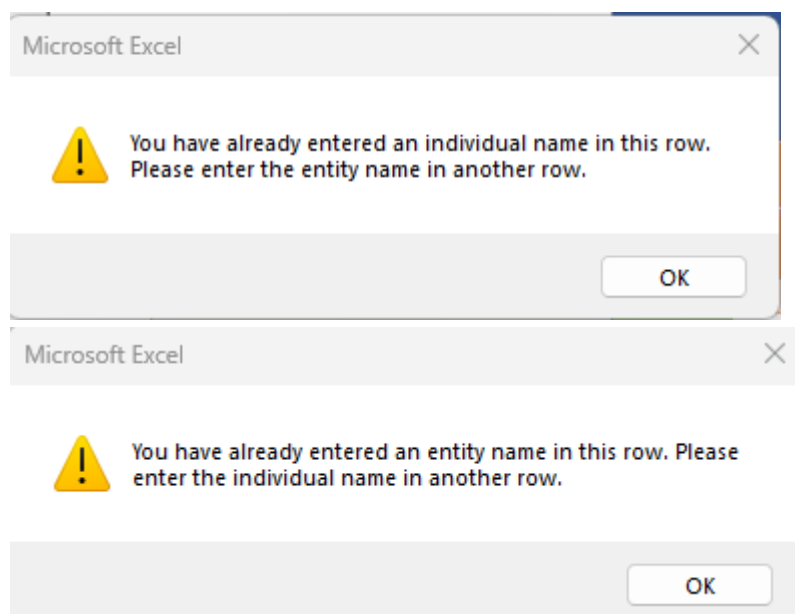 Microsoft Excel
You have already entered an individual name in this row.
Please enter the entity name in another row.
OK
Microsoft Excel
You have already entered an entity name in this row. Please
enter the individual name in another row.
OK